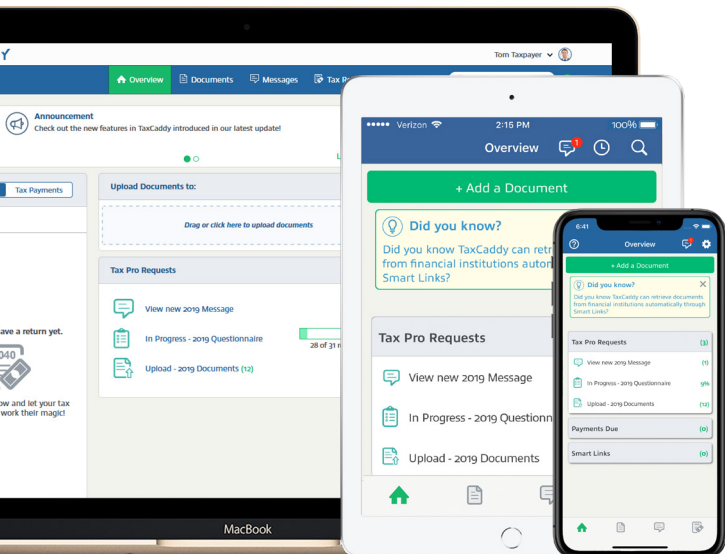 Y
Tom Taxpayer
Overview
Documents
Messages
Announcement
Check out the new features in TaxCaddy introduced in our latest update!
Tax Payments
Upload Documents to:
Drag or click here to upload documents
Tax Pro Requests
View new 2019 Message
In Progress - 2019 Questionnaire
28 of 31
Upload - 2019 Documents (12)
ave a return yet.
040
ow and let your tax
work their magic!
MacBook
Verizon
2:15 PM
100%
Overview
1
+ Add a Document
Did you know?
Did you know TaxCaddy can retr
from financial institutions auton
Smart Links?
Tax Pro Requests
View new 2019 Message
In Progress - 2019 Questionn
Upload - 2019 Documents
6:41
Overview
+ Add a Document
Did you know?
Did you know TaxCaddy can retrieve documents
from financial institutions automatically through
Smart Links?
Tax Pro Requests (3)
View new 2019 Message (1)
In Progress - 2019 Questionnaire 9%
Upload - 2019 Documents (12)
Payments Due (0)
Smart Links (0)